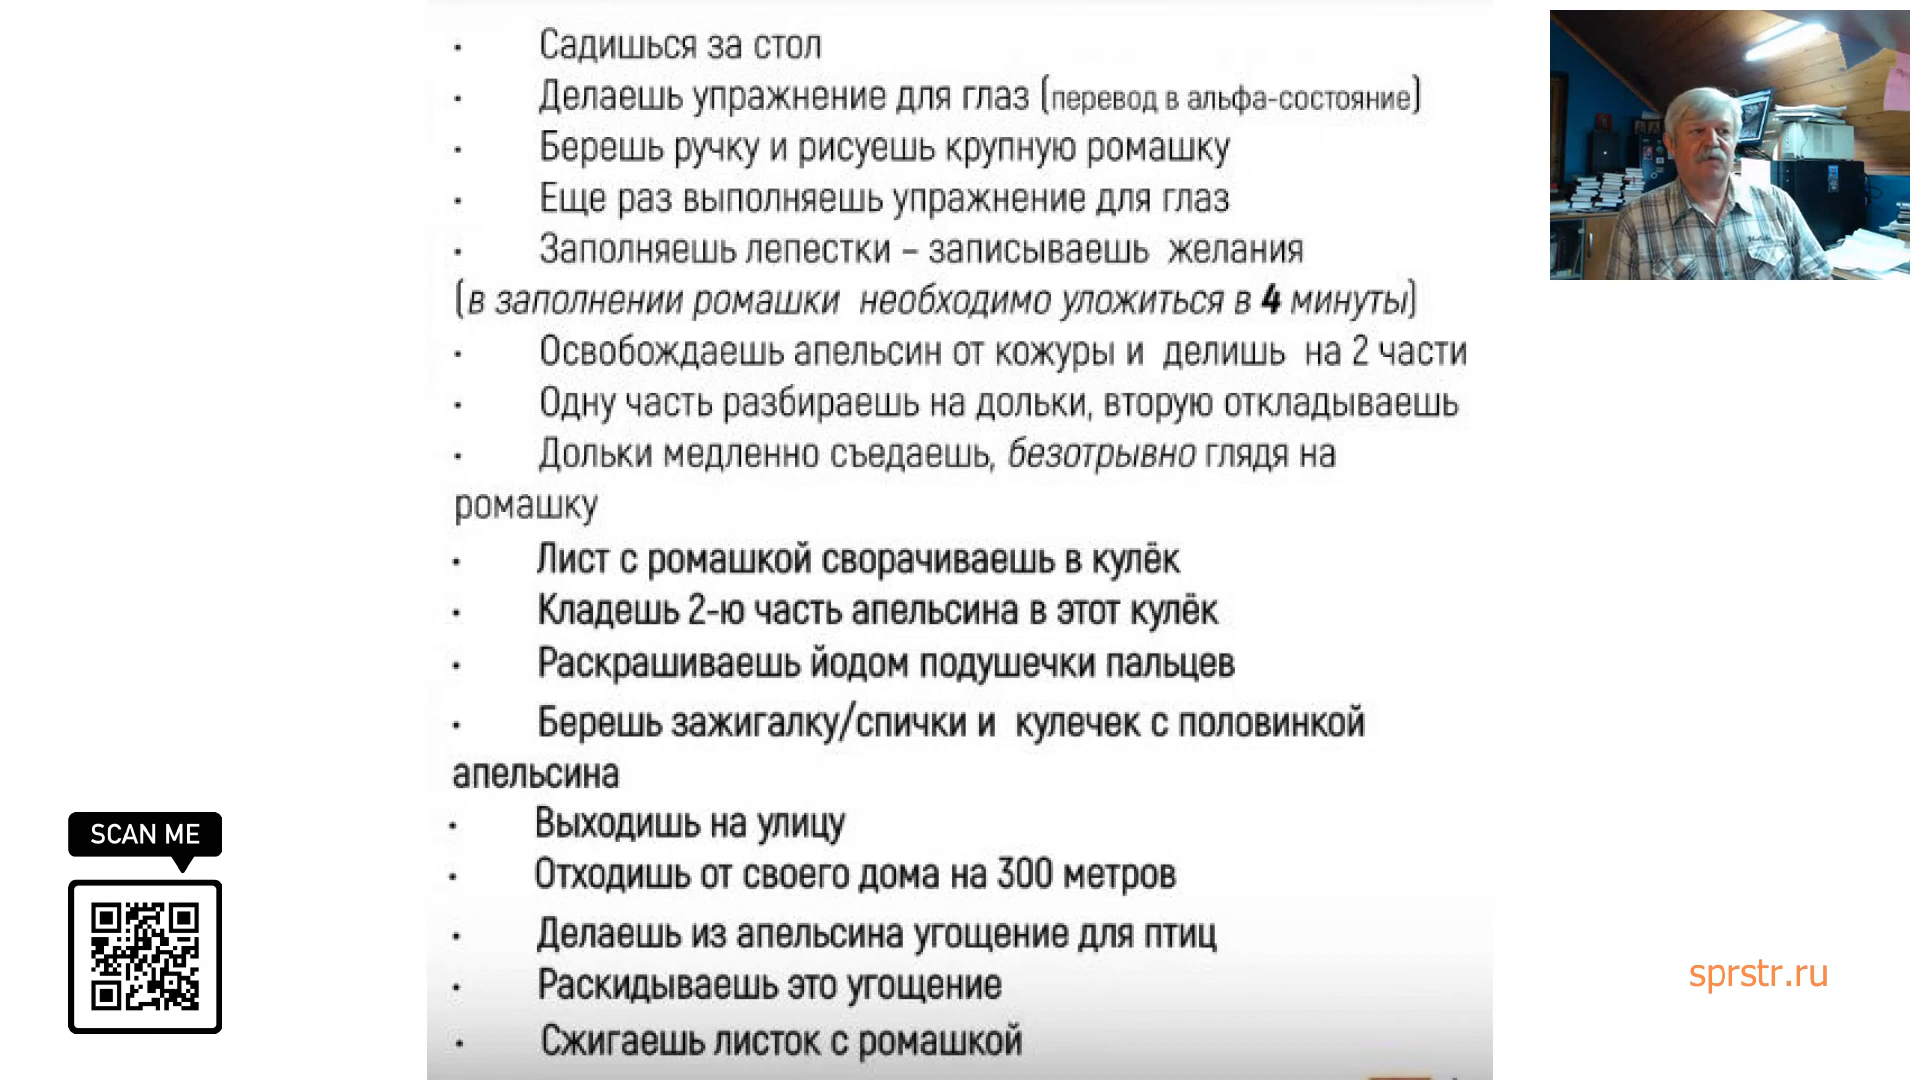 • Садишься за стол
• Делаешь упражнение для глаз (перевод в альфа-состояние)
• Берешь ручку и рисуешь крупную ромашку
• Еще раз выполняешь упражнение для глаз
• Заполняешь лепестки – записываешь желания
(в заполнении ромашки необходимо уложиться в 4 минуты)
• Освобождаешь апельсин от кожуры и делишь на 2 части
• Одну часть разбираешь на дольки, вторую откладываешь
• Дольки медленно съедаешь, безотрывно глядя на
ромашку
• Лист с ромашкой сворачиваешь в кулёк
• Кладешь 2-ю часть апельсина в этот кулёк
• Раскрашиваешь йодом подушечки пальцев
• Берешь зажигалку/спички и кулечек с половинкой
апельсина
• Выходишь на улицу
• Отходишь от своего дома на 300 метров
• Делаешь из апельсина угощение для птиц
• Раскидываешь это угощение
• Сжигаешь листок с ромашкой
SCAN ME
sprstr.ru